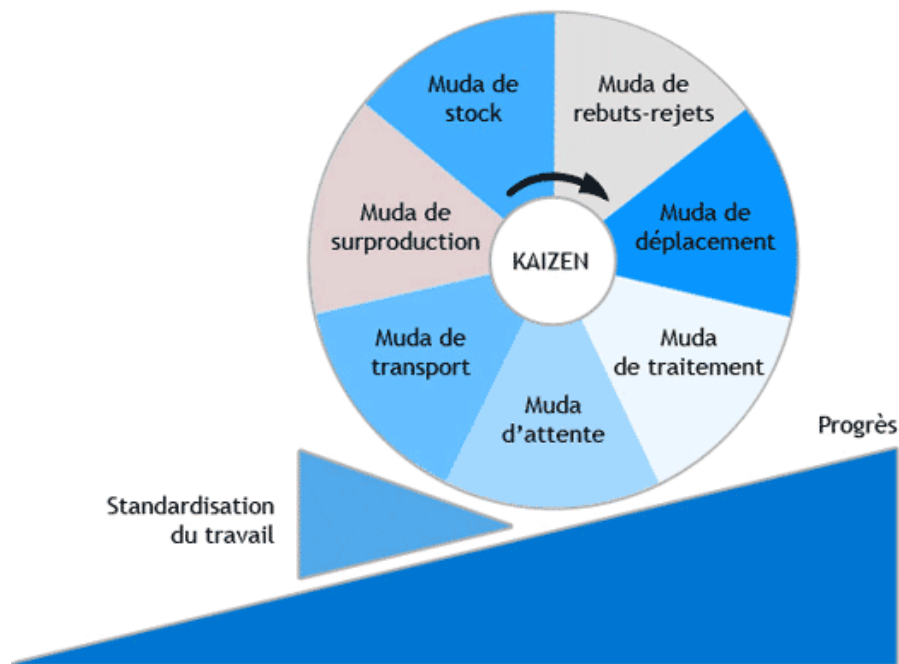 Muda de
stock
Muda de
rebuts-rejets
Muda de
surproduction
KAIZEN
Muda de
déplacement
Muda de
transport
Muda
de traitement
Muda
d'attente
Progrès
Standardisation
du travail